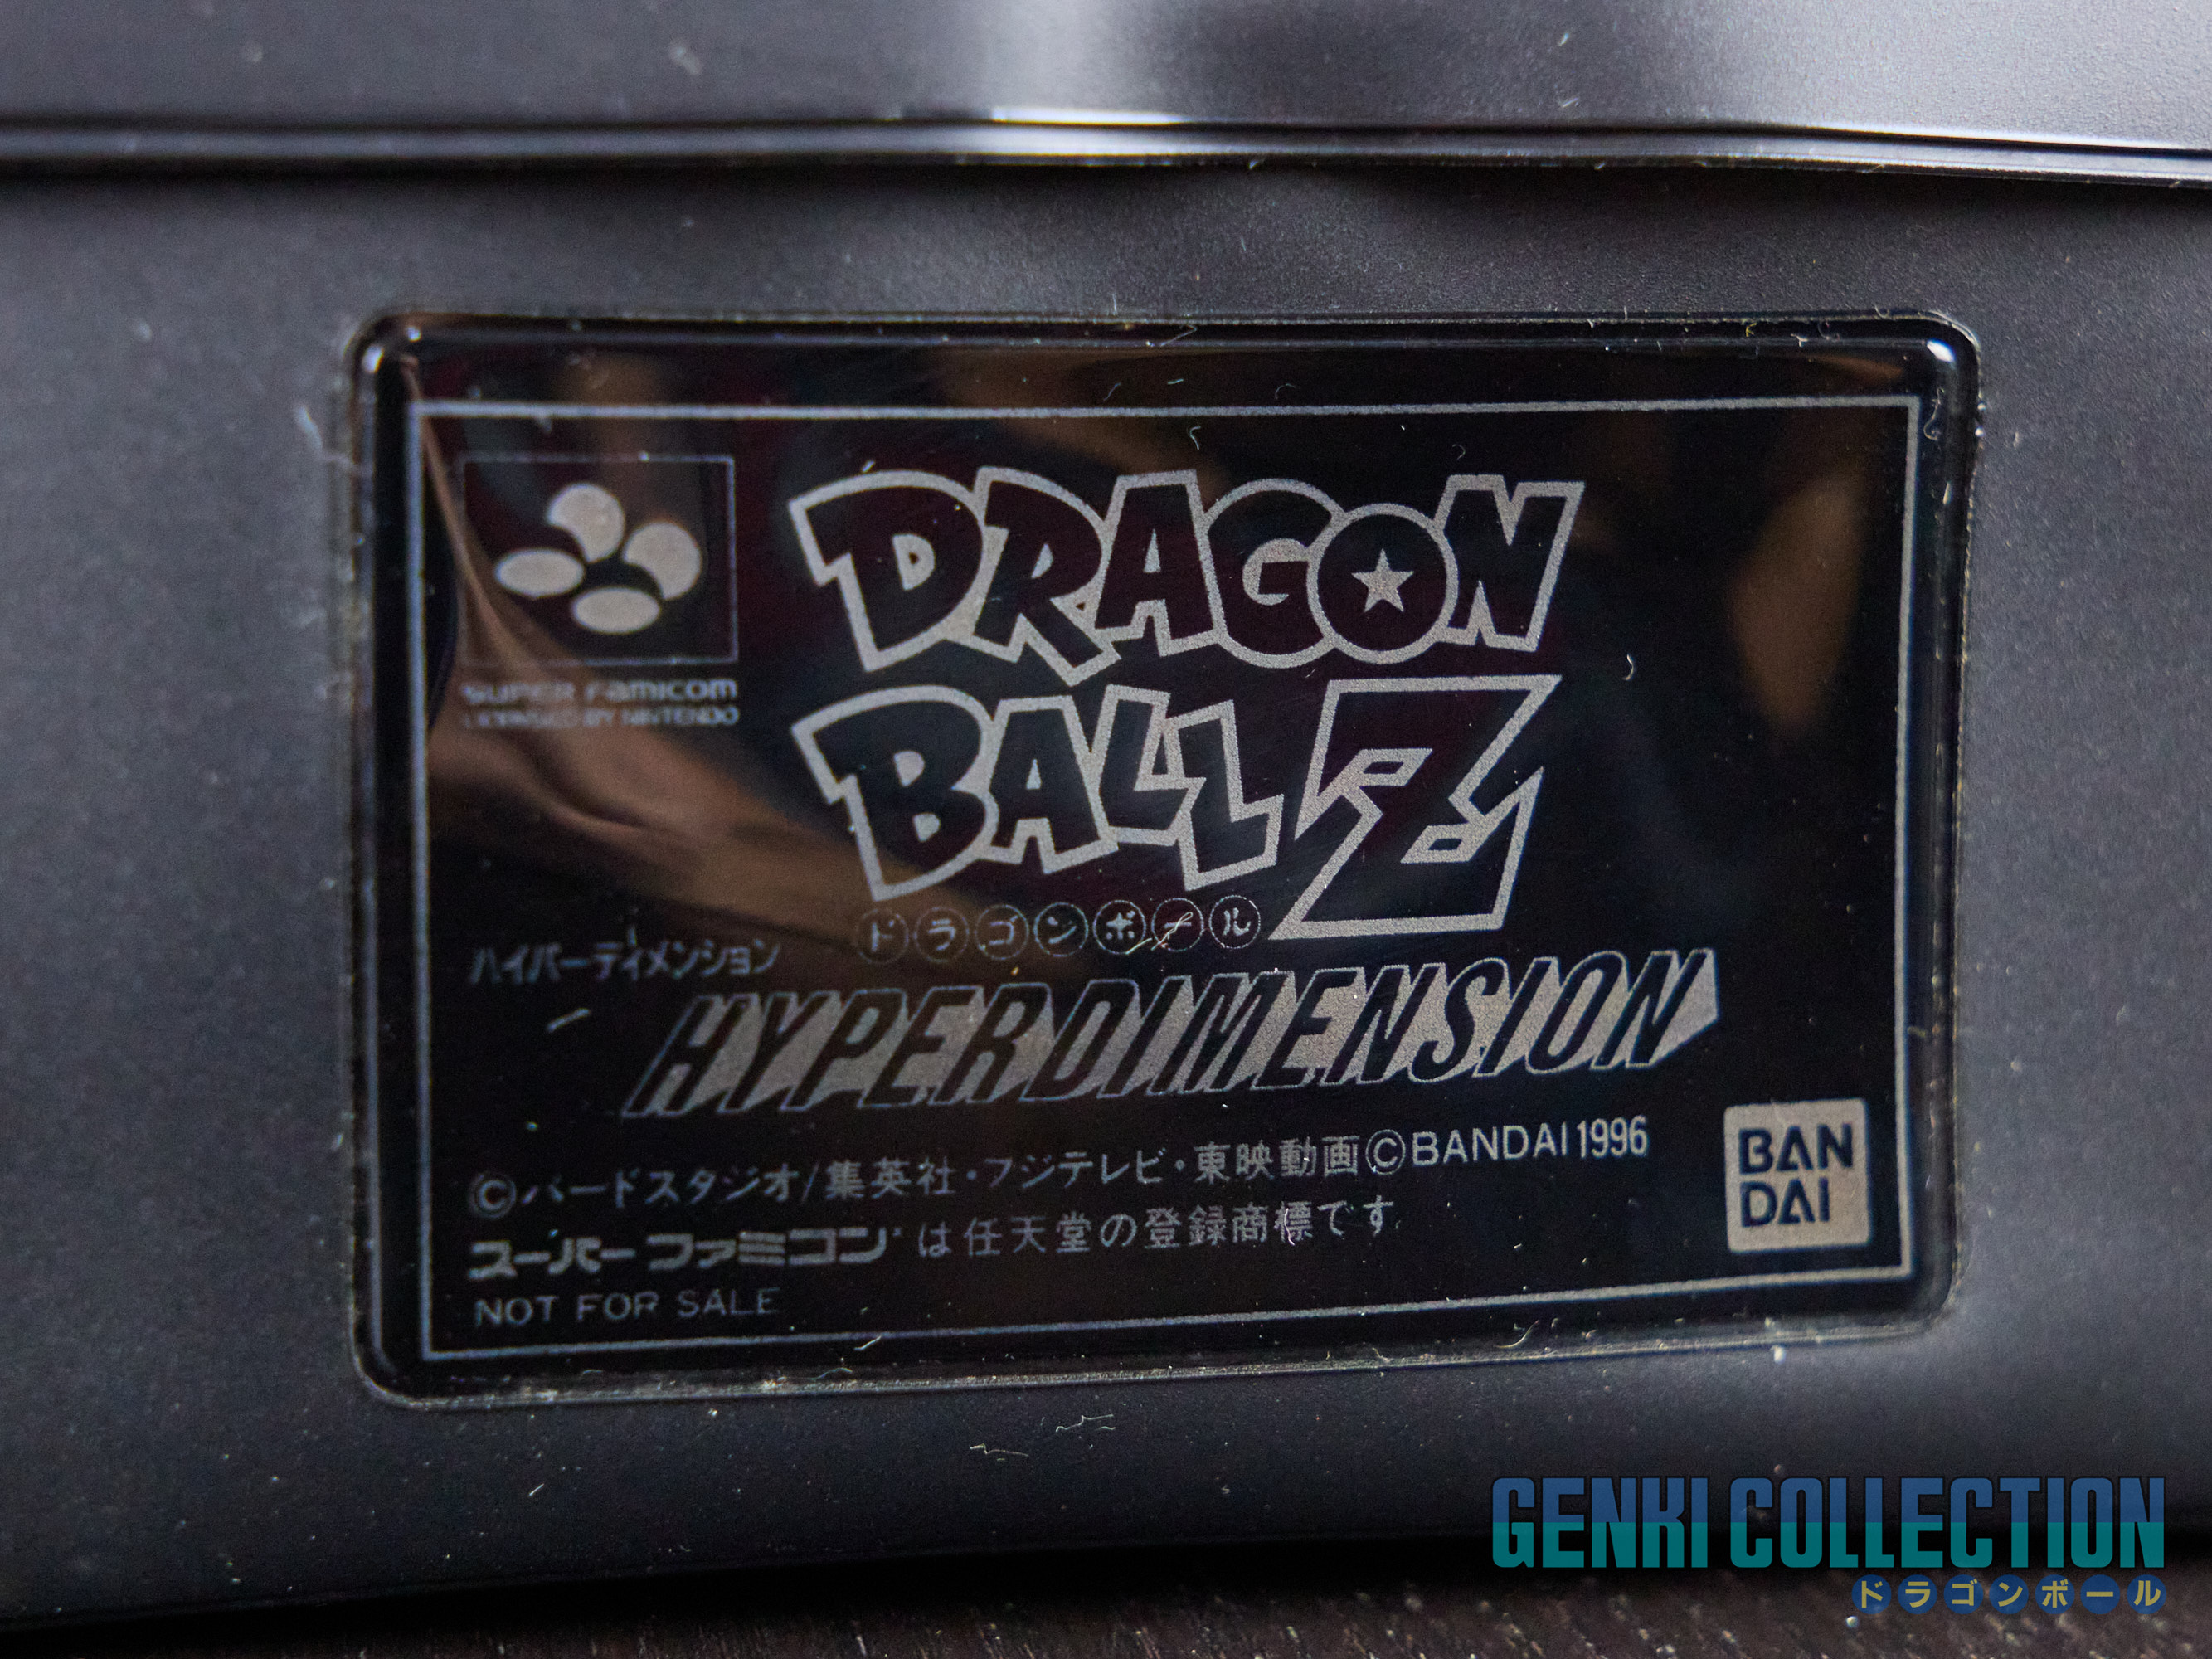 SUPER FAMICOM
LICENSED BY NINTENDO
DRAGON
BALL Z
ドラゴンボール
ハイパーディメンション
HYPERDIMENSION
©バードスタジオ/集英社・フジテレビ・東映動画©BANDAI 1996
スーパーファミコンは任天堂の登録商標です
NOT FOR SALE
BAN
DAI
GENKI COLLECTION
ドラゴンボール